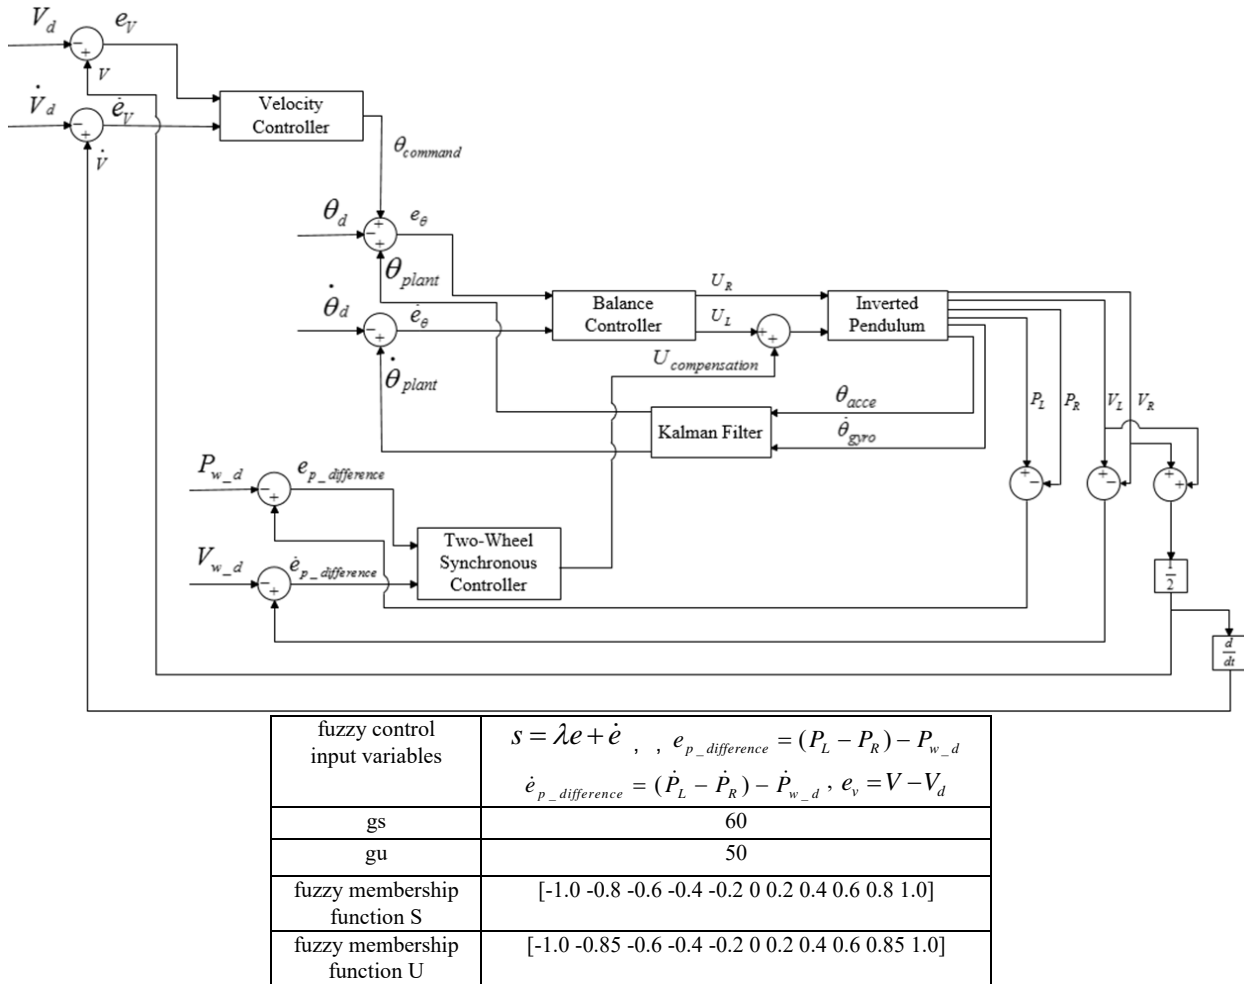 V_d
e_V
V
V̇_d
ė_V
V̇
Velocity
Controller
θ_command
θ_d
e_θ
θ_plant
θ̇_d
ė_θ
θ̇_plant
Balance
Controller
U_R
U_L
U_compensation
Inverted
Pendulum
θ_acce
θ̇_gyro
Kalman Filter
P_L
P_R
V_L
V_R
P_w_d
e_p_difference
V_w_d
ė_p_difference
Two-Wheel
Synchronous
Controller
1/2
d/dt
fuzzy control
input variables
s = λe + ė , , e_p_difference = (P_L − P_R) − P_w_d
ė_p_difference = (Ṗ_L − Ṗ_R) − Ṗ_w_d , e_v = V − V_d
gs
60
gu
50
fuzzy membership
function S
[-1.0 -0.8 -0.6 -0.4 -0.2 0 0.2 0.4 0.6 0.8 1.0]
fuzzy membership
function U
[-1.0 -0.85 -0.6 -0.4 -0.2 0 0.2 0.4 0.6 0.85 1.0]